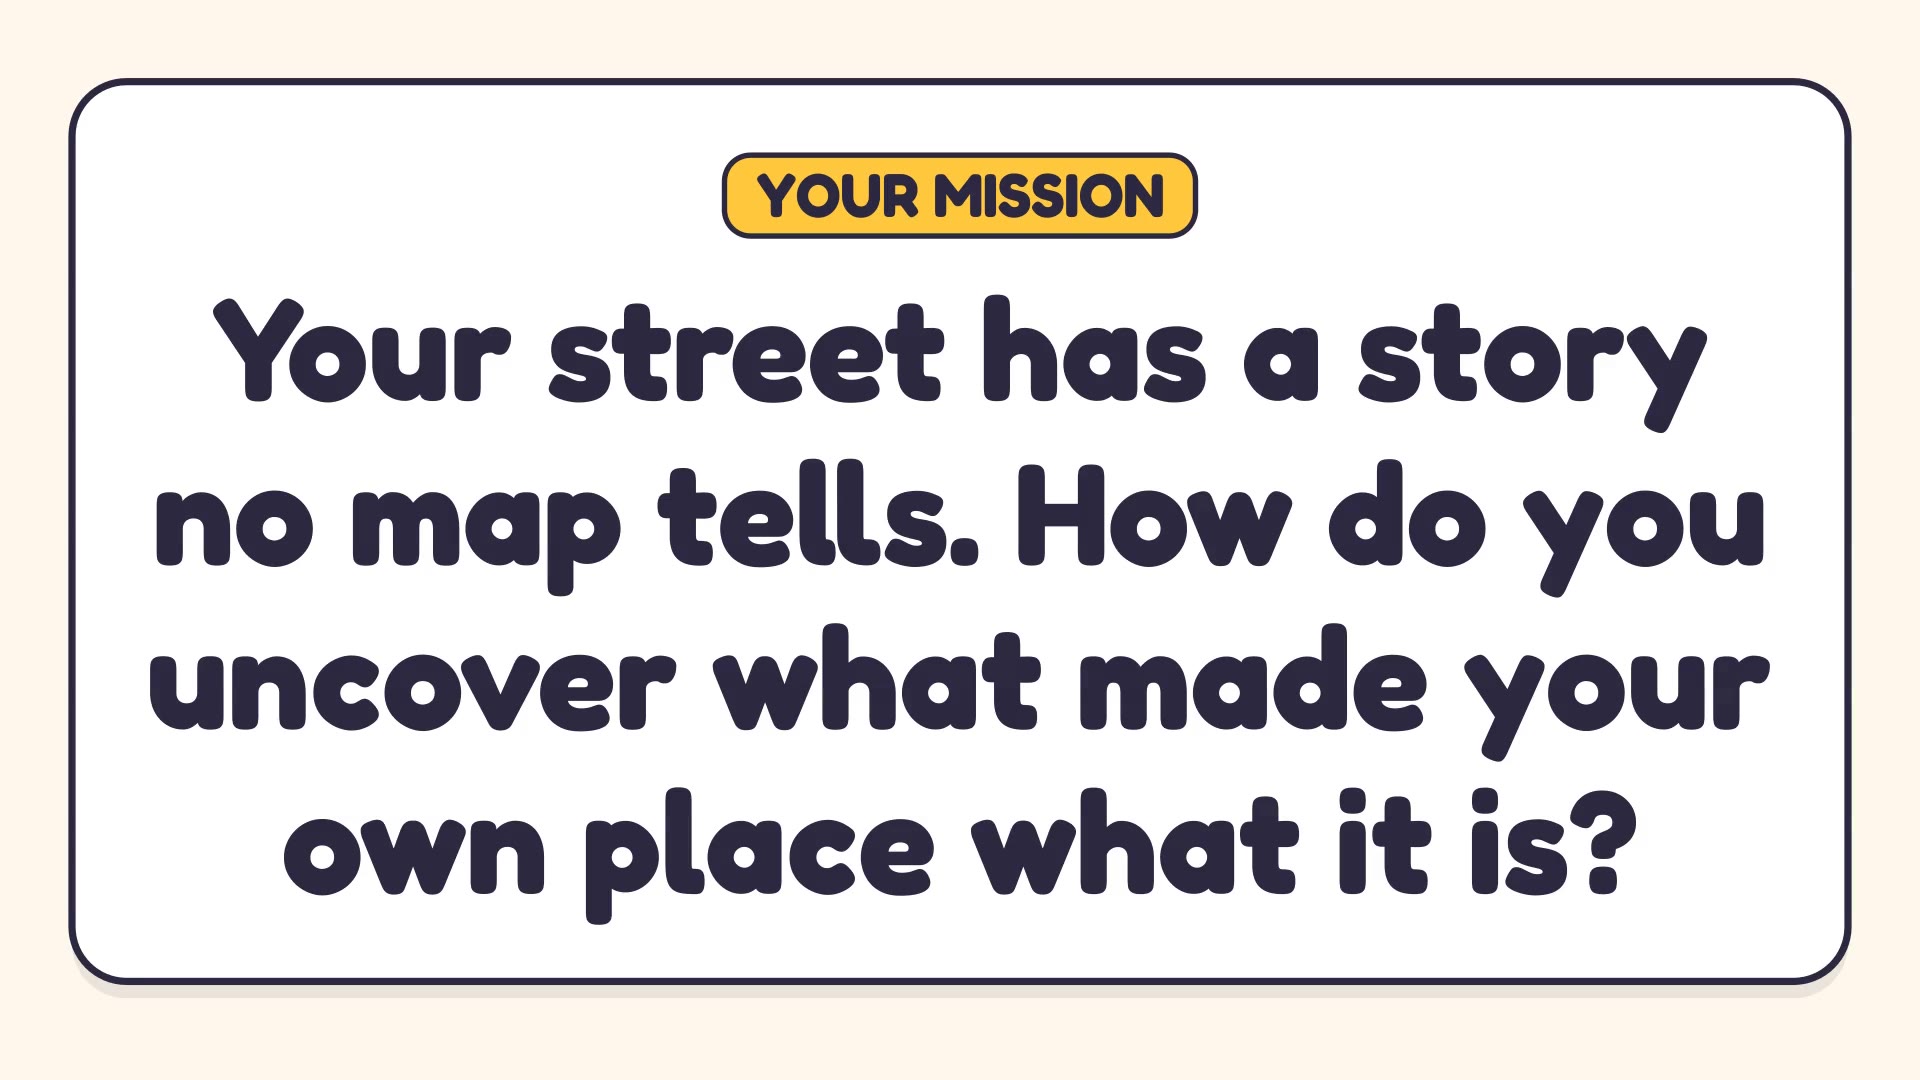 YOUR MISSION
Your street has a story
no map tells. How do you
uncover what made your
own place what it is?